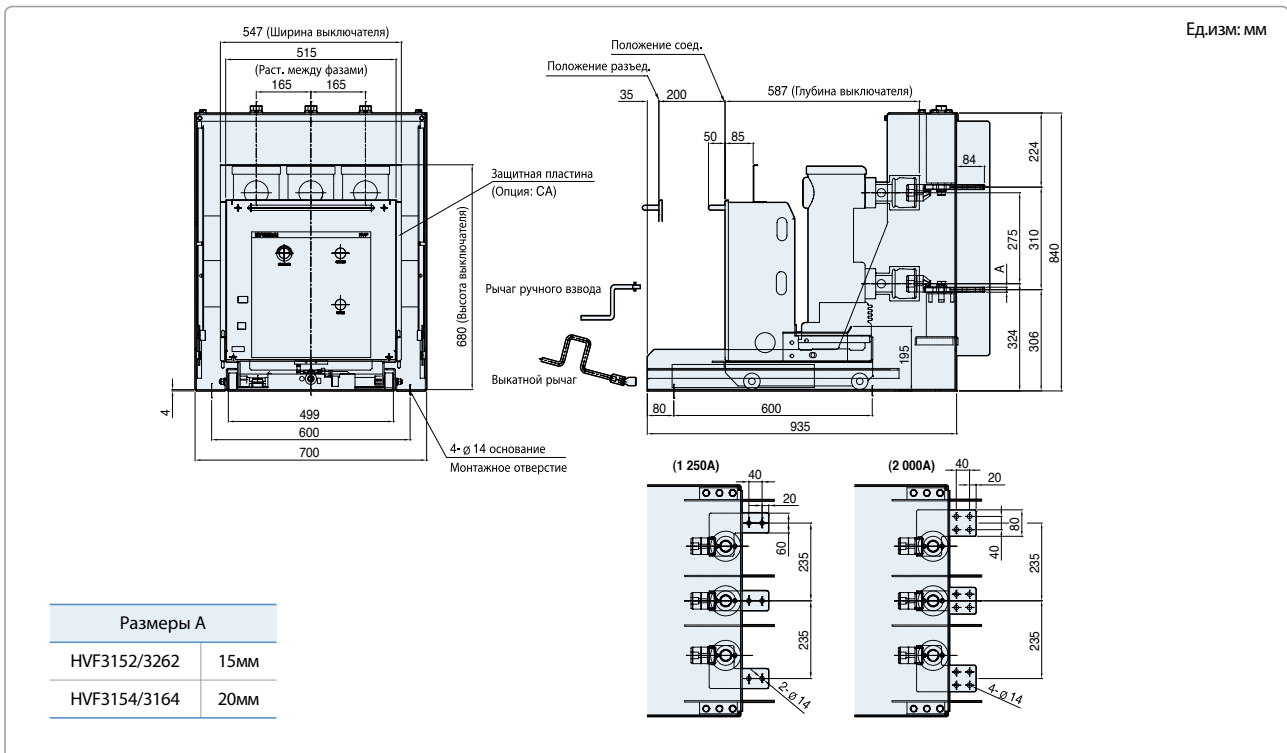 Ед.изм: мм
547 (Ширина выключателя)
515
(Раст. между фазами)
165
165
Защитная пластина
(Опция: CA)
680 (Высота выключателя)
4
499
600
700
4- ø 14 основание
Монтажное отверстие
Рычаг ручного взвода
Выкатной рычаг
Положение соед.
Положение разъед.
587 (Глубина выключателя)
35
200
50
85
84
224
275
310
840
A
324
306
195
80
600
935
(1 250A)
40
20
60
235
235
2- ø 14
(2 000A)
40
20
80
40
235
235
4- ø 14
Размеры A
HVF3152/3262
15мм
HVF3154/3164
20мм